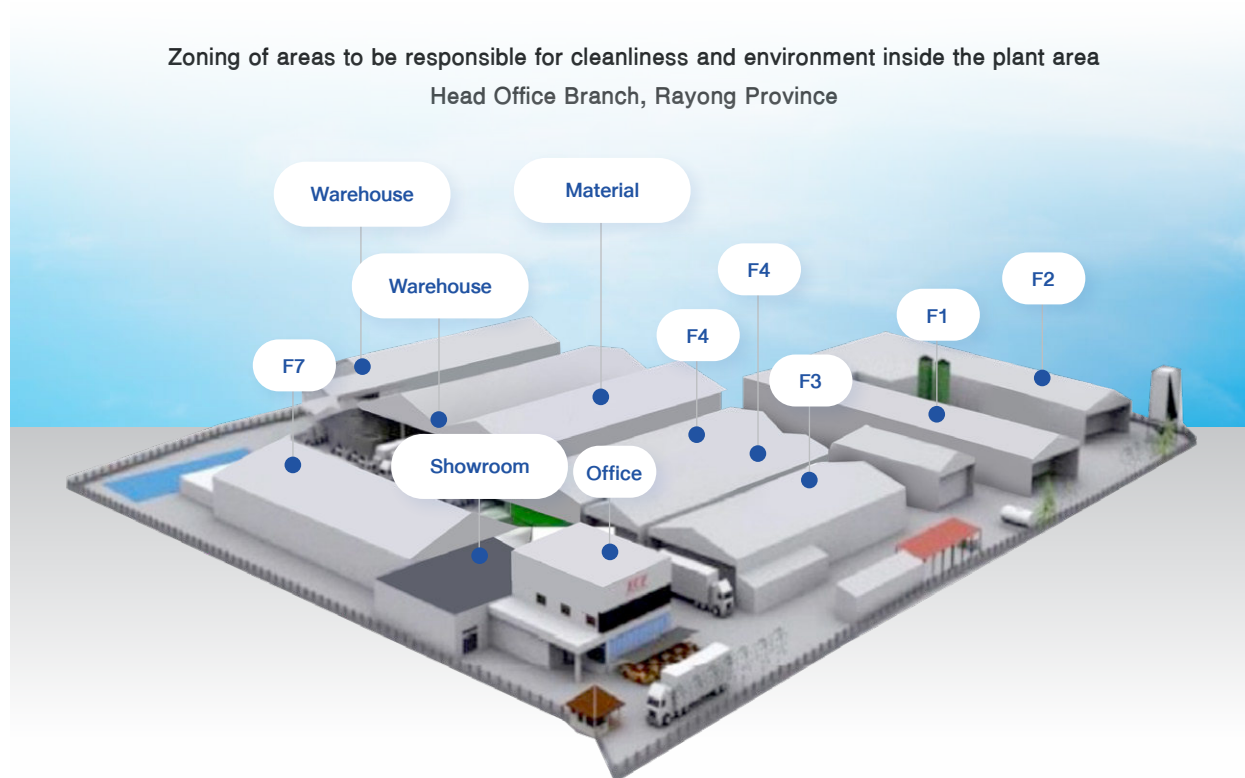 Zoning of areas to be responsible for cleanliness and environment inside the plant area
Head Office Branch, Rayong Province
Warehouse
Material
Warehouse
F4
F2
F4
F1
F7
F3
Showroom
Office